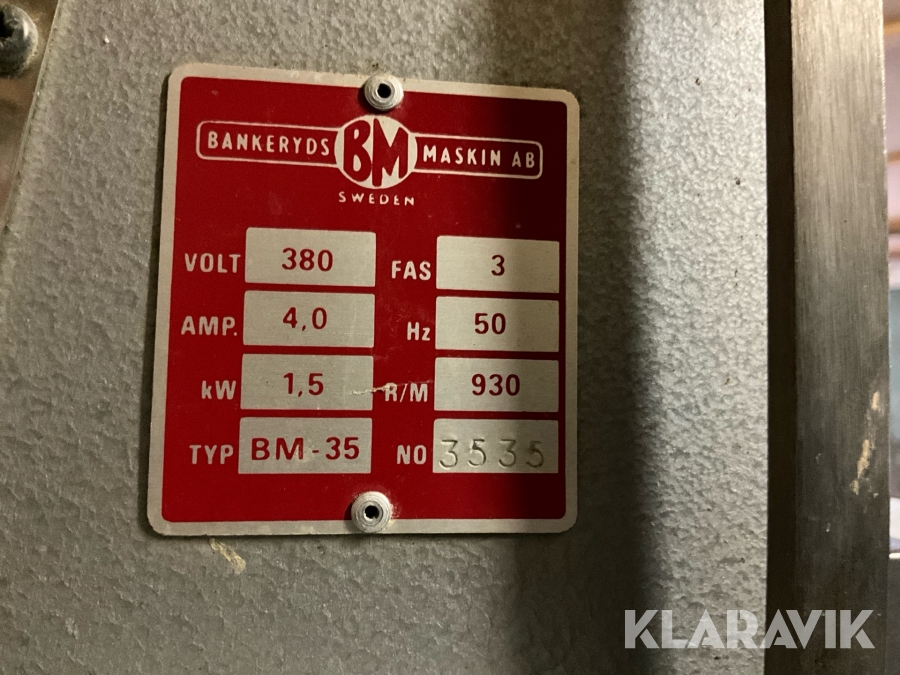 BANKERYDS BM MASKIN AB
SWEDEN
VOLT 380 FAS 3
AMP. 4,0 Hz 50
kW 1,5 R/M 930
TYP BM-35 NO 3535
KLARAVIK